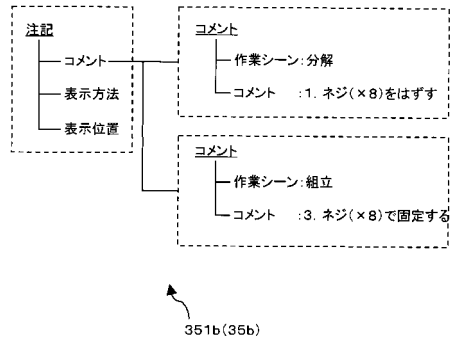 注記
コメント
表示方法
表示位置
コメント
作業シーン:分解
コメント :1. ネジ(×8)をはずす
コメント
作業シーン:組立
コメント :3. ネジ(×8)で固定する
351b(35b)